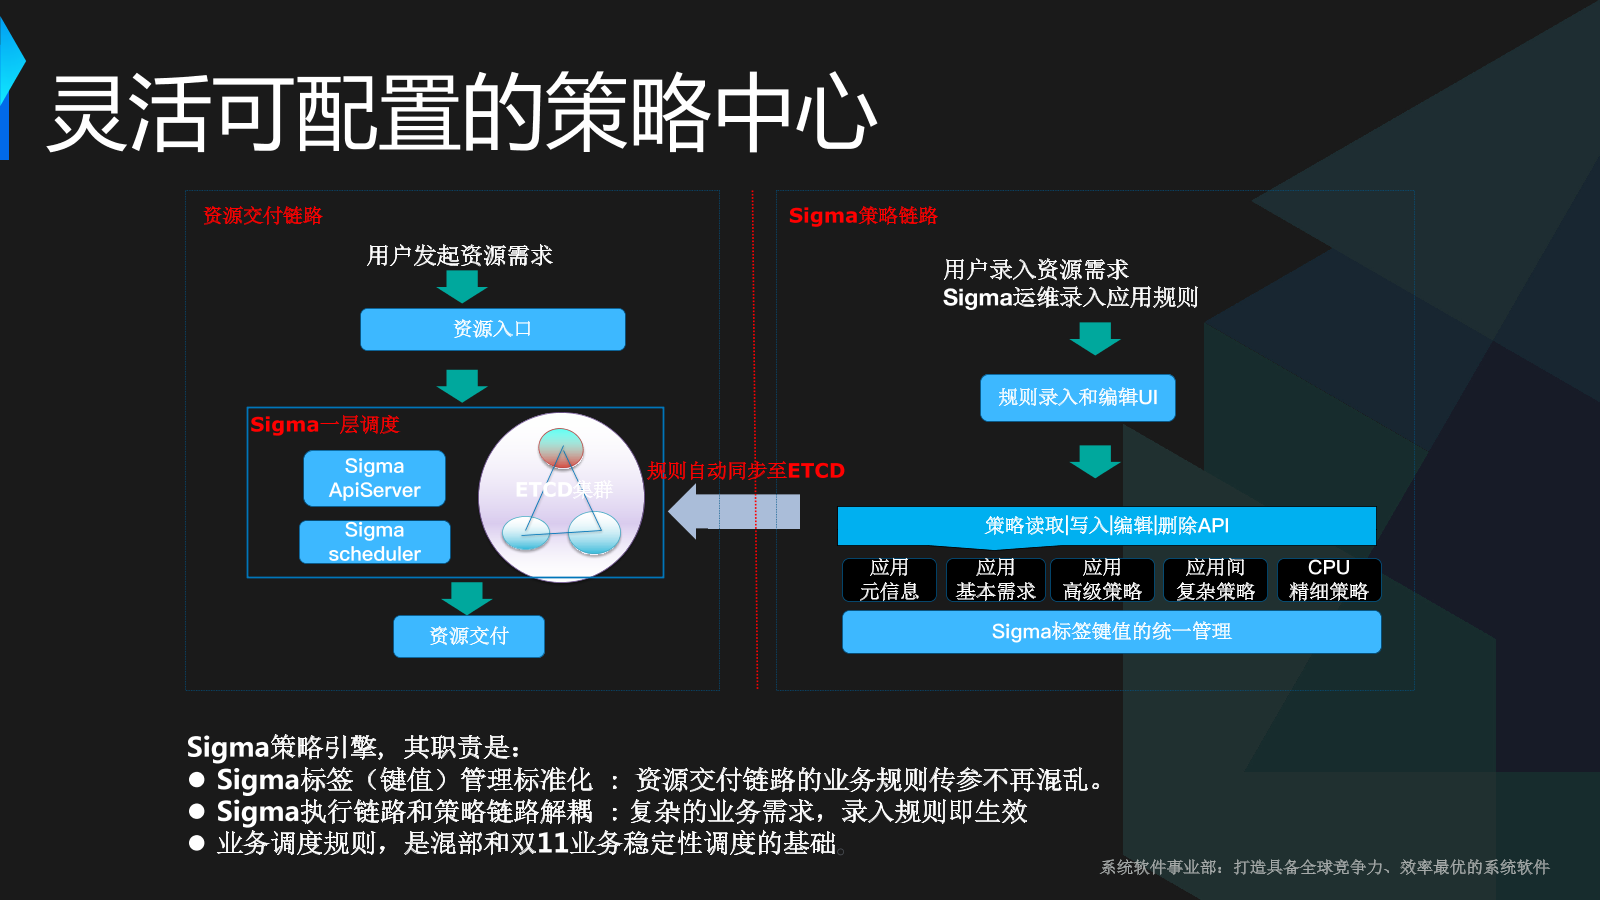 灵活可配置的策略中心
资源交付链路
用户发起资源需求
资源入口
Sigma一层调度
Sigma
ApiServer
Sigma
scheduler
ETCD集群
资源交付
规则自动同步至ETCD
Sigma策略链路
用户录入资源需求
Sigma运维录入应用规则
规则录入和编辑UI
策略读取|写入|编辑|删除API
应用
元信息
应用
基本需求
应用
高级策略
应用间
复杂策略
CPU
精细策略
Sigma标签键值的统一管理
Sigma策略引擎，其职责是：
● Sigma标签（键值）管理标准化 ：资源交付链路的业务规则传参不再混乱。
● Sigma执行链路和策略链路解耦 ：复杂的业务需求，录入规则即生效
● 业务调度规则，是混部和双11业务稳定性调度的基础。
系统软件事业部：打造具备全球竞争力、效率最优的系统软件